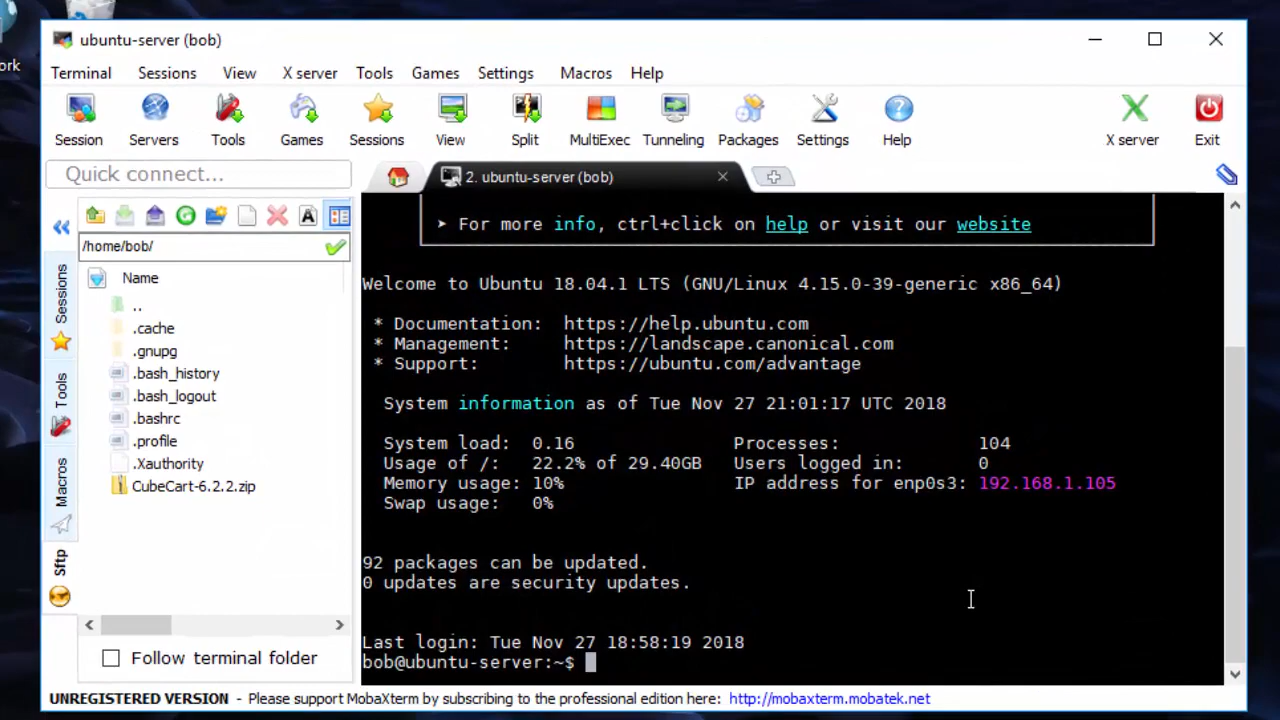 ork
ubuntu-server (bob)
Terminal Sessions View X server Tools Games Settings Macros Help
Session Servers Tools Games Sessions View Split MultiExec Tunneling Packages Settings Help X server Exit
Quick connect...
2. ubuntu-server (bob)
/home/bob/
Name
..
.cache
.gnupg
.bash_history
.bash_logout
.bashrc
.profile
.Xauthority
CubeCart-6.2.2.zip
Sessions
Tools
Macros
Sftp
Follow terminal folder
➤ For more info, ctrl+click on help or visit our website
Welcome to Ubuntu 18.04.1 LTS (GNU/Linux 4.15.0-39-generic x86_64)
* Documentation: https://help.ubuntu.com
* Management: https://landscape.canonical.com
* Support: https://ubuntu.com/advantage
System information as of Tue Nov 27 21:01:17 UTC 2018
System load: 0.16 Processes: 104
Usage of /: 22.2% of 29.40GB Users logged in: 0
Memory usage: 10% IP address for enp0s3: 192.168.1.105
Swap usage: 0%
92 packages can be updated.
0 updates are security updates.
Last login: Tue Nov 27 18:58:19 2018
bob@ubuntu-server:~$
UNREGISTERED VERSION - Please support MobaXterm by subscribing to the professional edition here: http://mobaxterm.mobatek.net